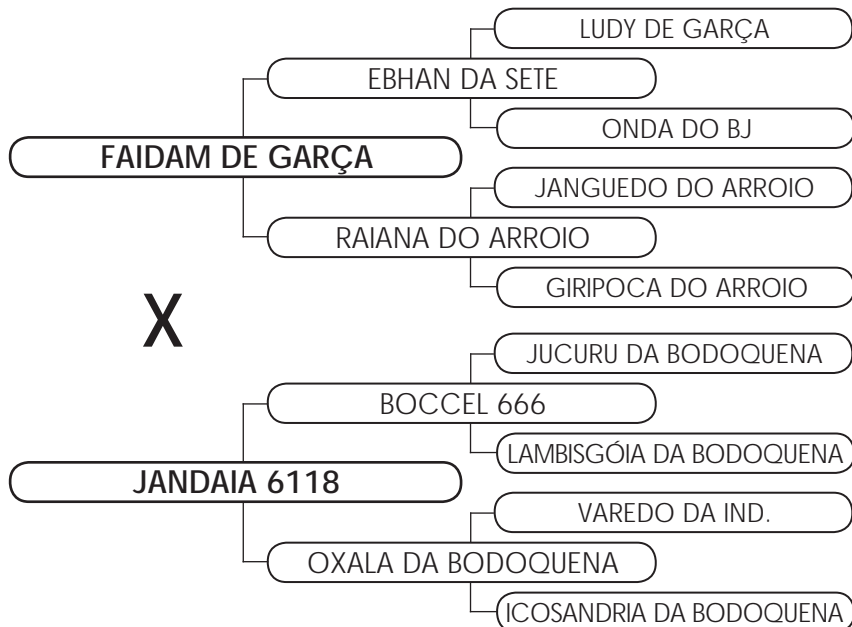 LUDY DE GARÇA
EBHAN DA SETE
ONDA DO BJ
FAIDAM DE GARÇA
JANGUEDO DO ARROIO
RAIANA DO ARROIO
GIRIPOCA DO ARROIO
X
JUCURU DA BODOQUENA
BOCCEL 666
LAMBISGÓIA DA BODOQUENA
JANDAIA 6118
VAREDO DA IND.
OXALA DA BODOQUENA
ICOSANDRIA DA BODOQUENA